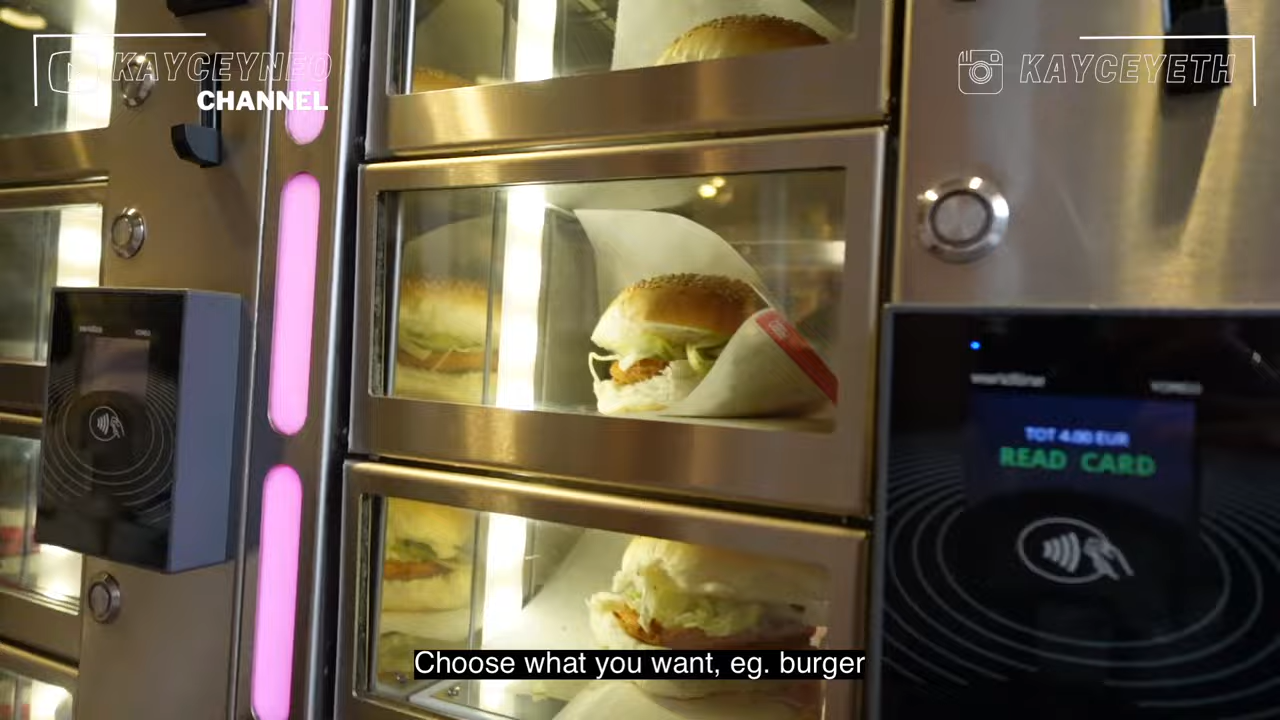 KAYCEYNEO
CHANNEL
KAYCEYETH
TOT 4.00 EUR
READ CARD
Choose what you want, eg. burger